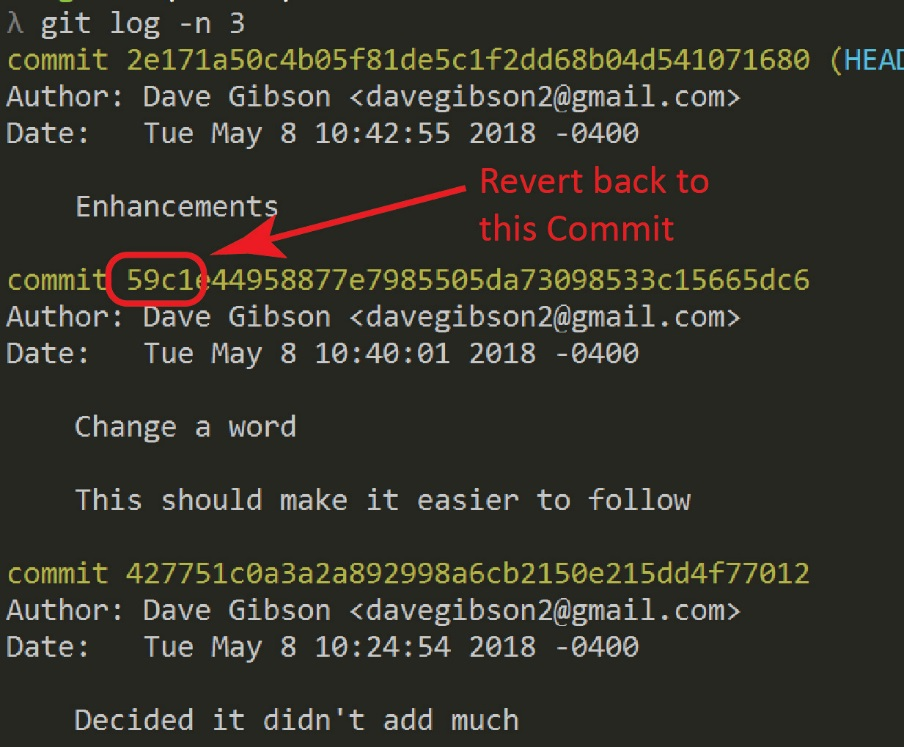 λ git log -n 3
commit 2e171a50c4b05f81de5c1f2dd68b04d541071680 (HEAD
Author: Dave Gibson <davegibson2@gmail.com>
Date:   Tue May 8 10:42:55 2018 -0400
Revert back to
this Commit
Enhancements
commit 59c1e44958877e7985505da73098533c15665dc6
Author: Dave Gibson <davegibson2@gmail.com>
Date:   Tue May 8 10:40:01 2018 -0400
Change a word
This should make it easier to follow
commit 427751c0a3a2a892998a6cb2150e215dd4f77012
Author: Dave Gibson <davegibson2@gmail.com>
Date:   Tue May 8 10:24:54 2018 -0400
Decided it didn't add much